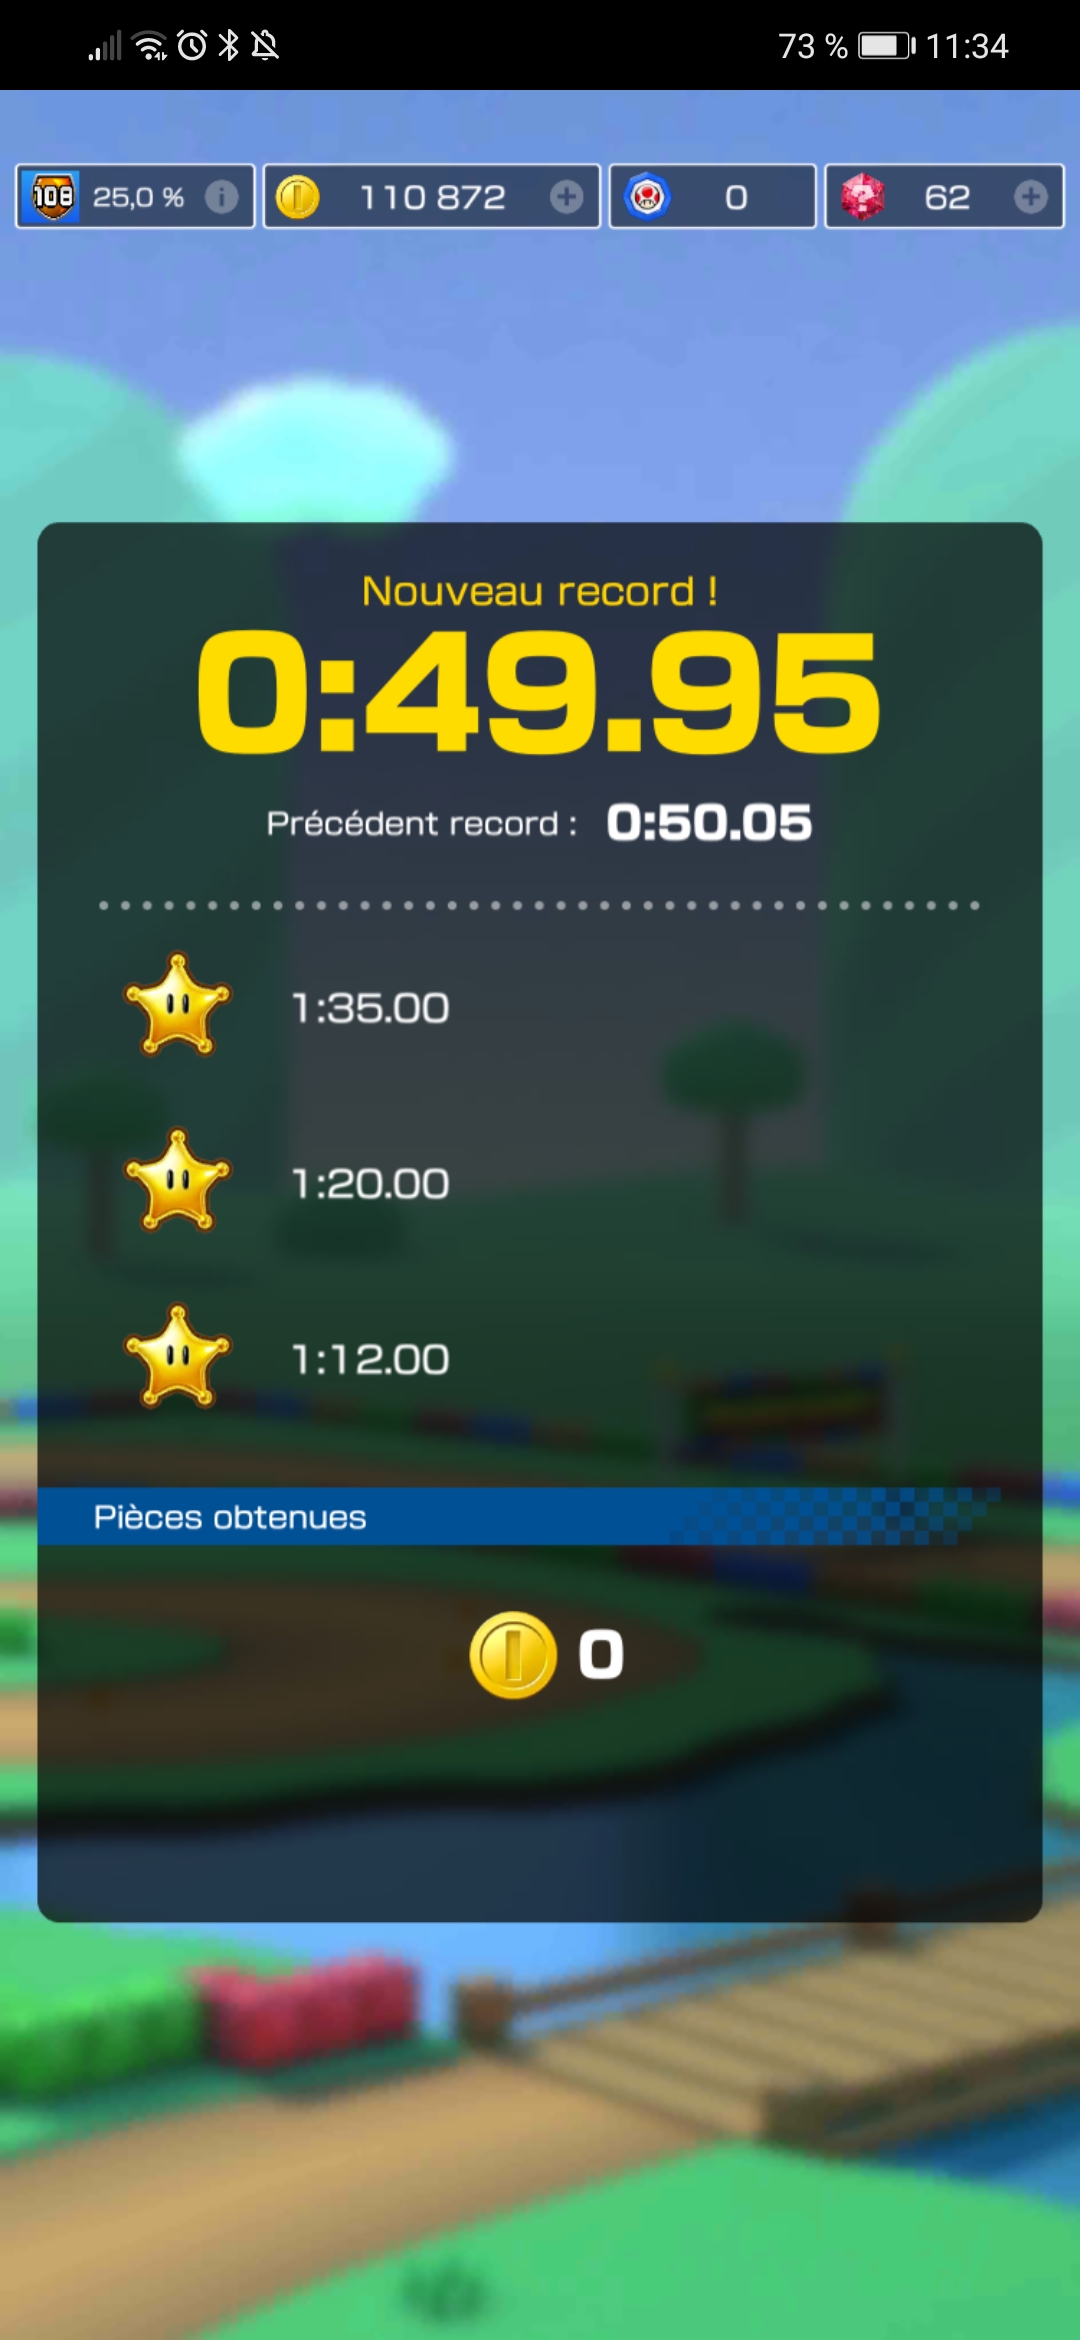 73 % 11:34
108 25,0 % i 110 872 + 0 ? 62 +
Nouveau record !
0:49.95
Précédent record : 0:50.05
1:35.00
1:20.00
1:12.00
Pièces obtenues
0